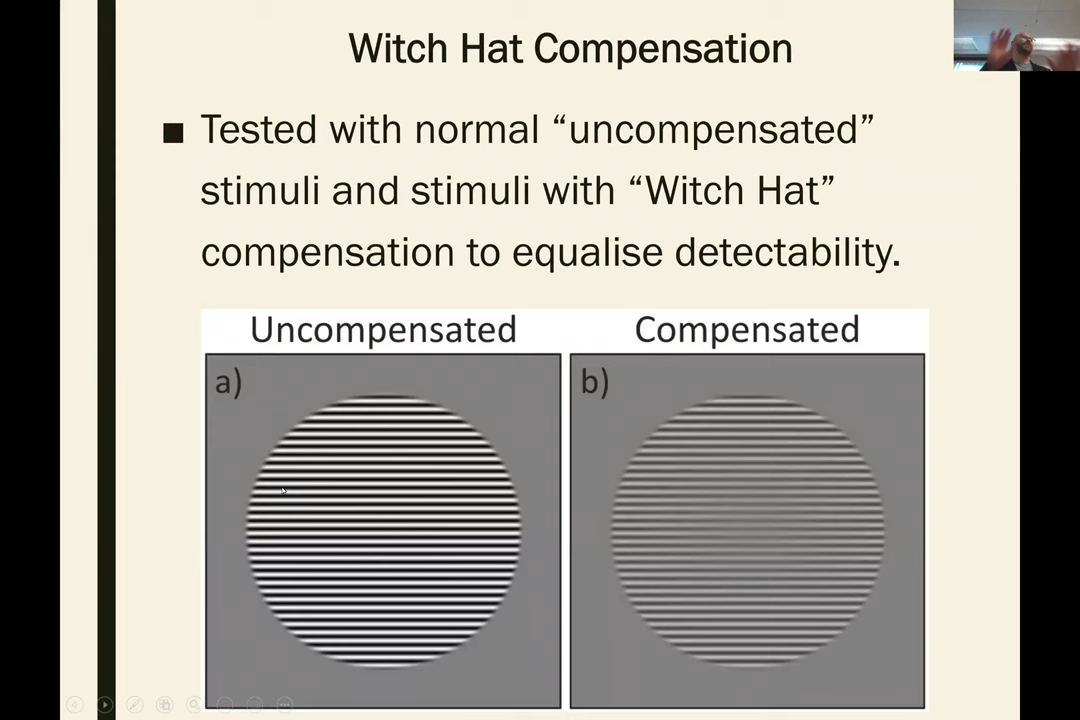 Witch Hat Compensation
■ Tested with normal “uncompensated”
stimuli and stimuli with “Witch Hat”
compensation to equalise detectability.
Uncompensated Compensated
a) b)